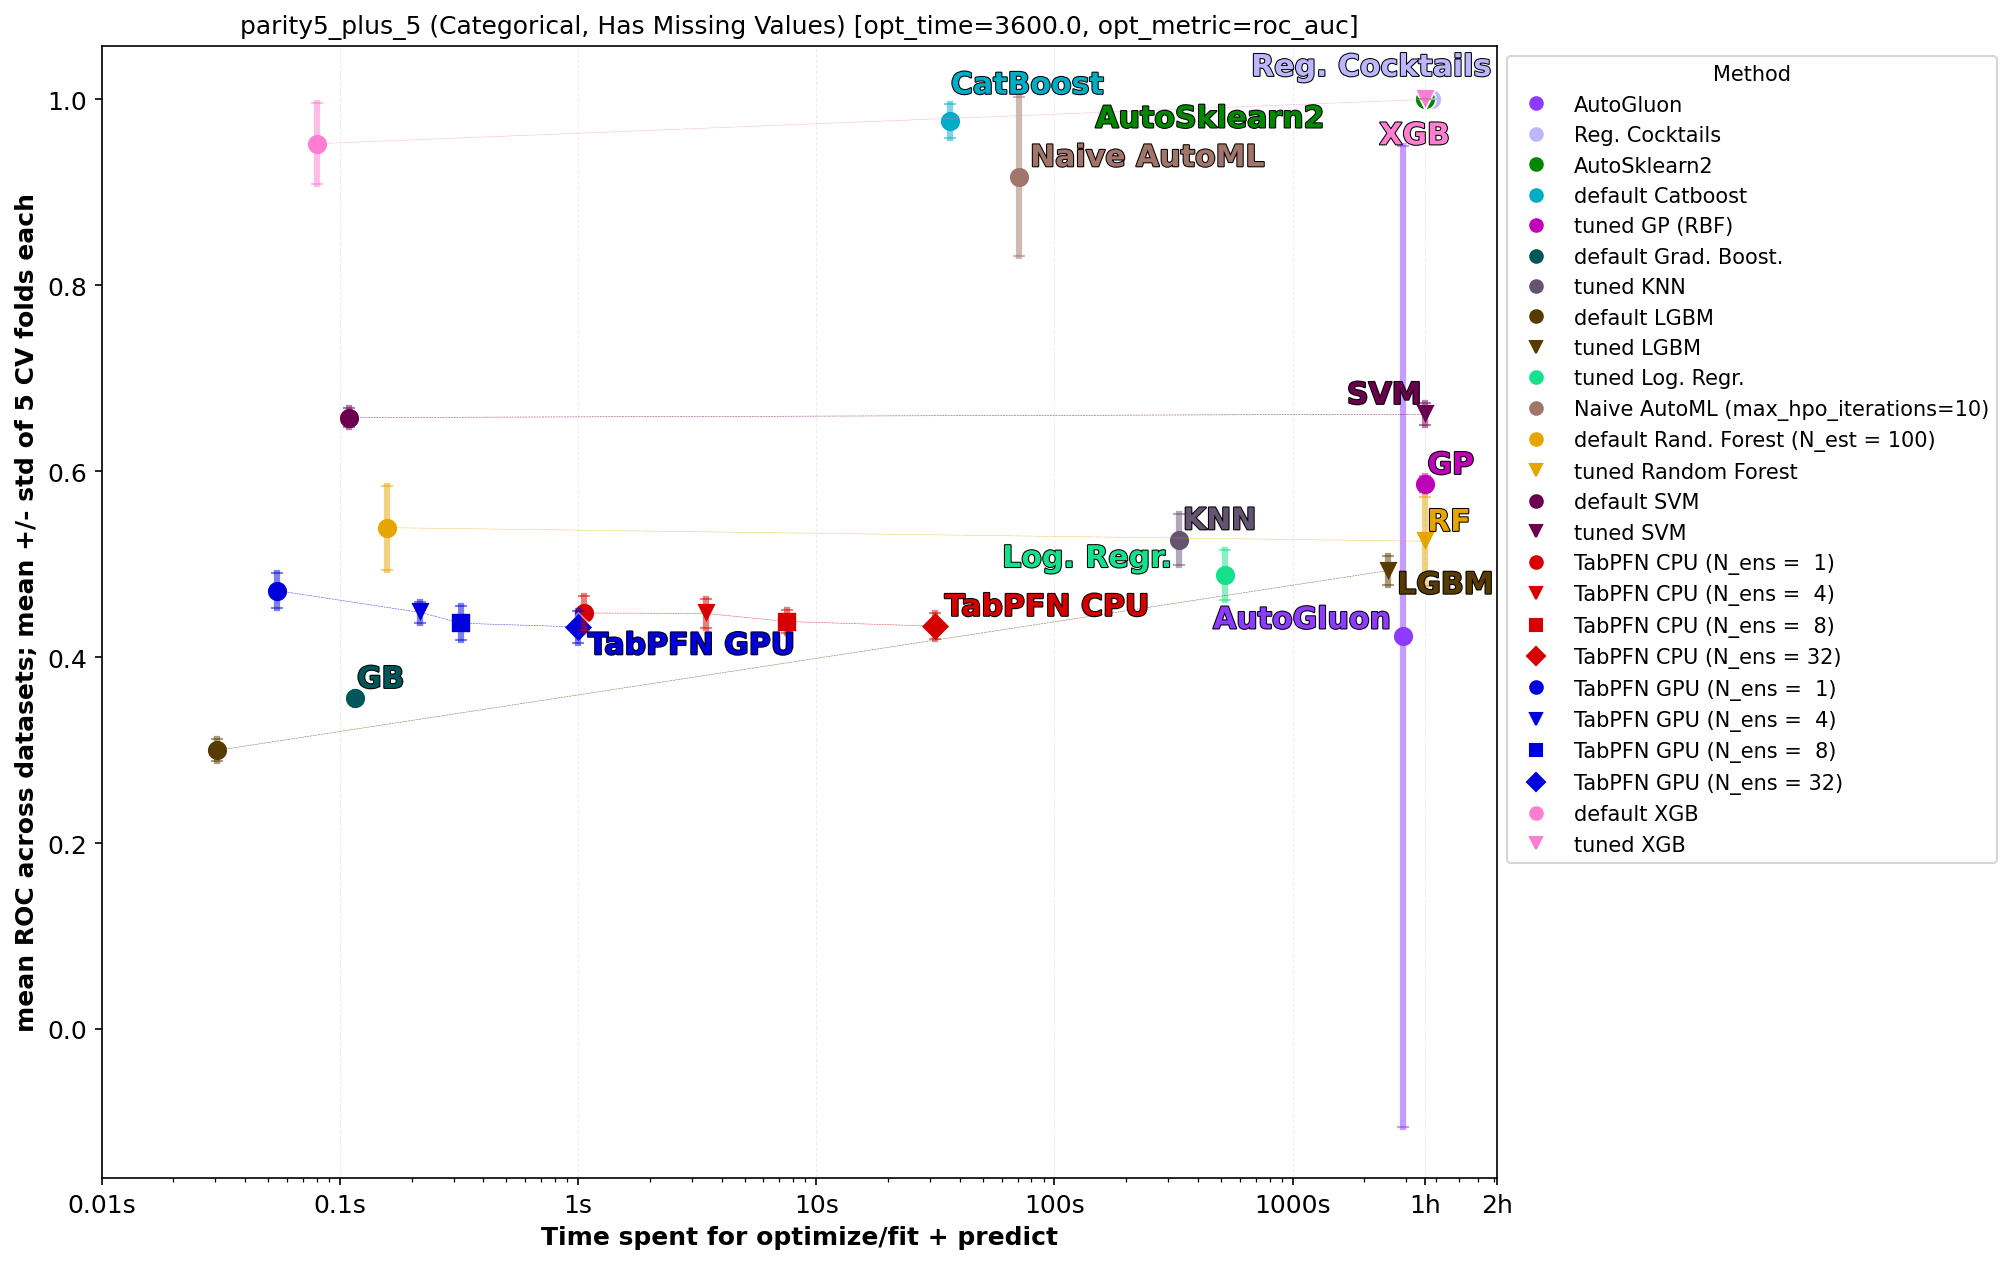 parity5_plus_5 (Categorical, Has Missing Values) [opt_time=3600.0, opt_metric=roc_auc]
mean ROC across datasets; mean +/- std of 5 CV folds each
1.0
0.8
0.6
0.4
0.2
0.0
Reg. Cocktails
CatBoost
AutoSklearn2
XGB
Naive AutoML
SVM
GP
KNN
RF
Log. Regr.
LGBM
TabPFN CPU
AutoGluon
TabPFN GPU
GB
0.01s
0.1s
1s
10s
100s
1000s
1h
2h
Time spent for optimize/fit + predict
Method
AutoGluon
Reg. Cocktails
AutoSklearn2
default Catboost
tuned GP (RBF)
default Grad. Boost.
tuned KNN
default LGBM
tuned LGBM
tuned Log. Regr.
Naive AutoML (max_hpo_iterations=10)
default Rand. Forest (N_est = 100)
tuned Random Forest
default SVM
tuned SVM
TabPFN CPU (N_ens =  1)
TabPFN CPU (N_ens =  4)
TabPFN CPU (N_ens =  8)
TabPFN CPU (N_ens = 32)
TabPFN GPU (N_ens =  1)
TabPFN GPU (N_ens =  4)
TabPFN GPU (N_ens =  8)
TabPFN GPU (N_ens = 32)
default XGB
tuned XGB